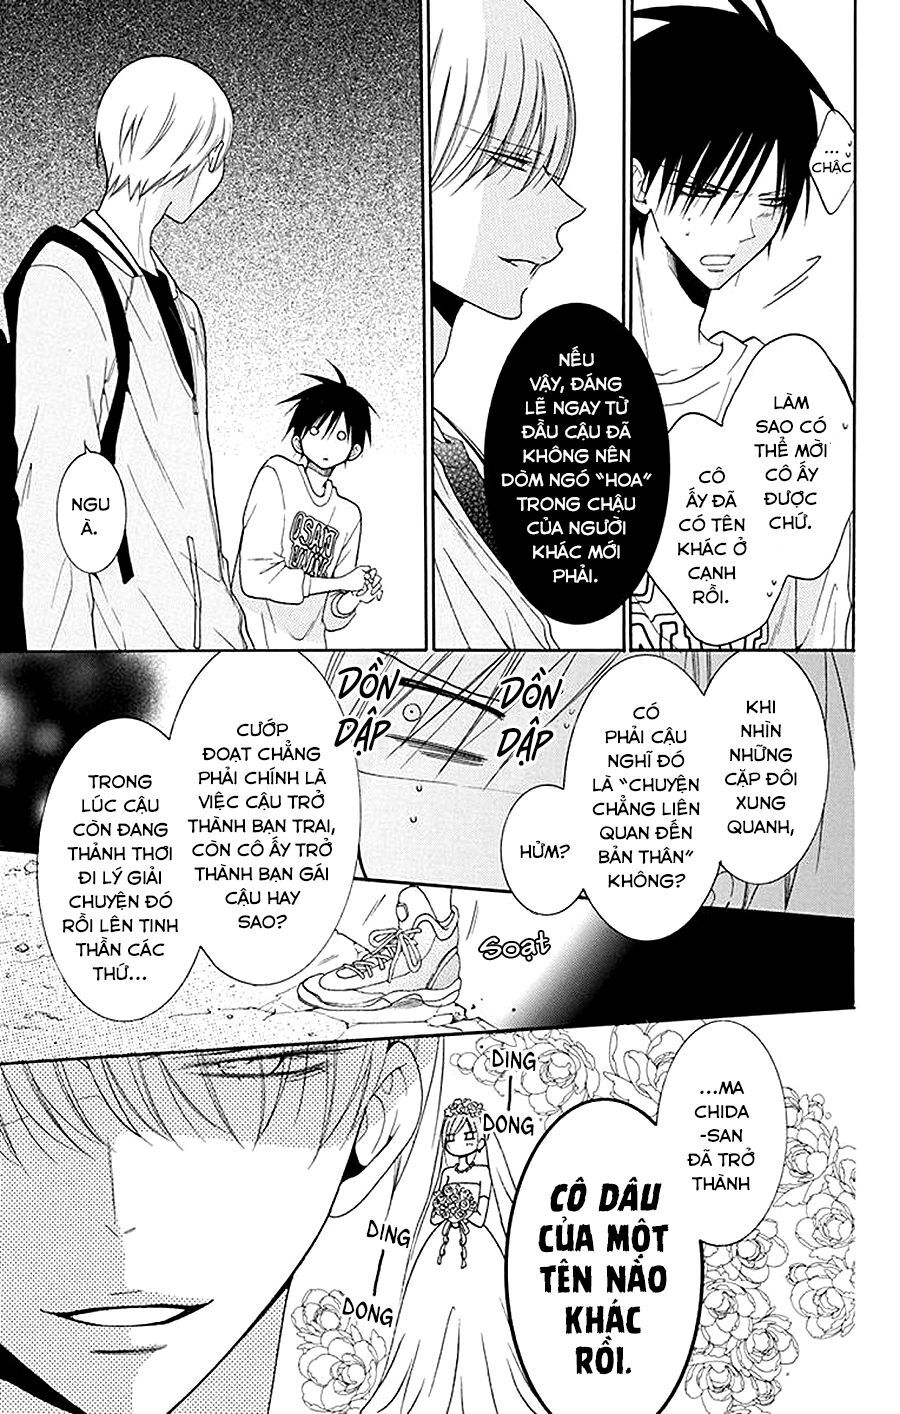 ...
CHẬC
LÀM
SAO CÓ
THỂ MỜI
CÔ ẤY
ĐƯỢC
CHỨ.
CÔ
ẤY ĐÃ
CÓ TÊN
KHÁC Ở
CẠNH
RỒI.
NẾU
VẬY, ĐÁNG
LẼ NGAY TỪ
ĐẦU CẬU ĐÃ
KHÔNG NÊN
DÒM NGÓ "HOA"
TRONG CHẬU
CỦA NGƯỜI
KHÁC MỚI
PHẢI.
NGU
À.
KHI
NHÌN
NHỮNG
CẶP ĐÔI
XUNG
QUANH,
CÓ
PHẢI CẬU
NGHĨ ĐÓ
LÀ "CHUYỆN
CHẲNG LIÊN
QUAN ĐẾN
BẢN THÂN"
KHÔNG?
HỬM?
DỒN
DẬP
DỒN
DẬP
CƯỚP
ĐOẠT CHẲNG
PHẢI CHÍNH LÀ
VIỆC CẬU TRỞ
THÀNH BẠN TRAI,
CÒN CÔ ẤY TRỞ
THÀNH BẠN GÁI
CẬU HAY
SAO?
TRONG
LÚC CẬU
CÒN ĐANG
THẢNH THƠI
ĐI LÝ GIẢI
CHUYỆN ĐÓ
RỒI LÊN TINH
THẦN CÁC
THỨ...
Soạt
...MA
CHIDA
-SAN
ĐÃ TRỞ
THÀNH
CÔ DÂU
CỦA MỘT
TÊN NÀO
KHÁC
RỒI.
DING
DONG
DING
DONG